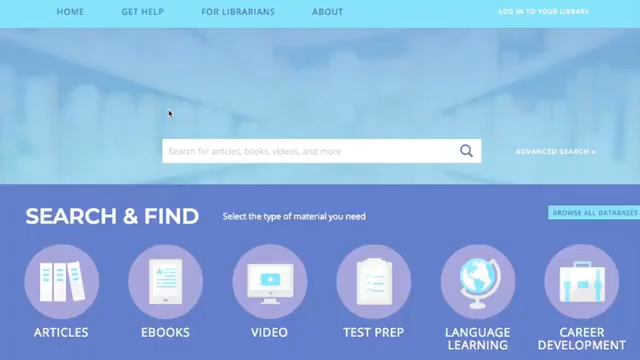 HOME GET HELP FOR LIBRARIANS ABOUT LOG IN TO YOUR LIBRARY
Search for articles, books, videos, and more ADVANCED SEARCH »
SEARCH & FIND Select the type of material you need BROWSE ALL DATABASES
ARTICLES EBOOKS VIDEO TEST PREP LANGUAGE LEARNING CAREER DEVELOPMENT